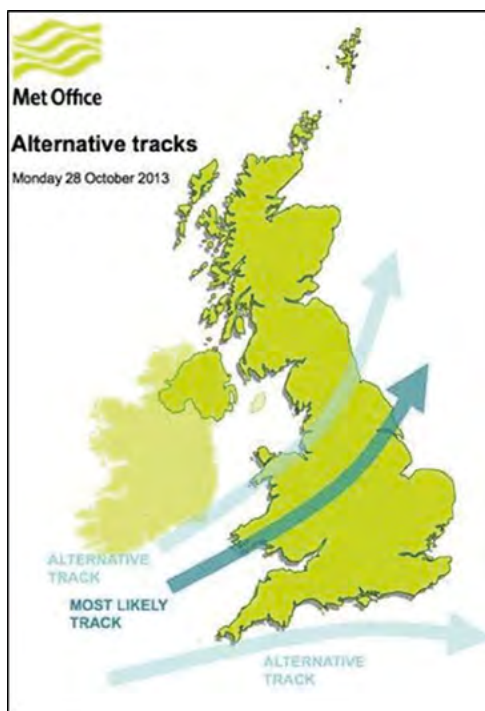 Met Office
Alternative tracks
Monday 28 October 2013
ALTERNATIVE
TRACK
MOST LIKELY
TRACK
ALTERNATIVE
TRACK